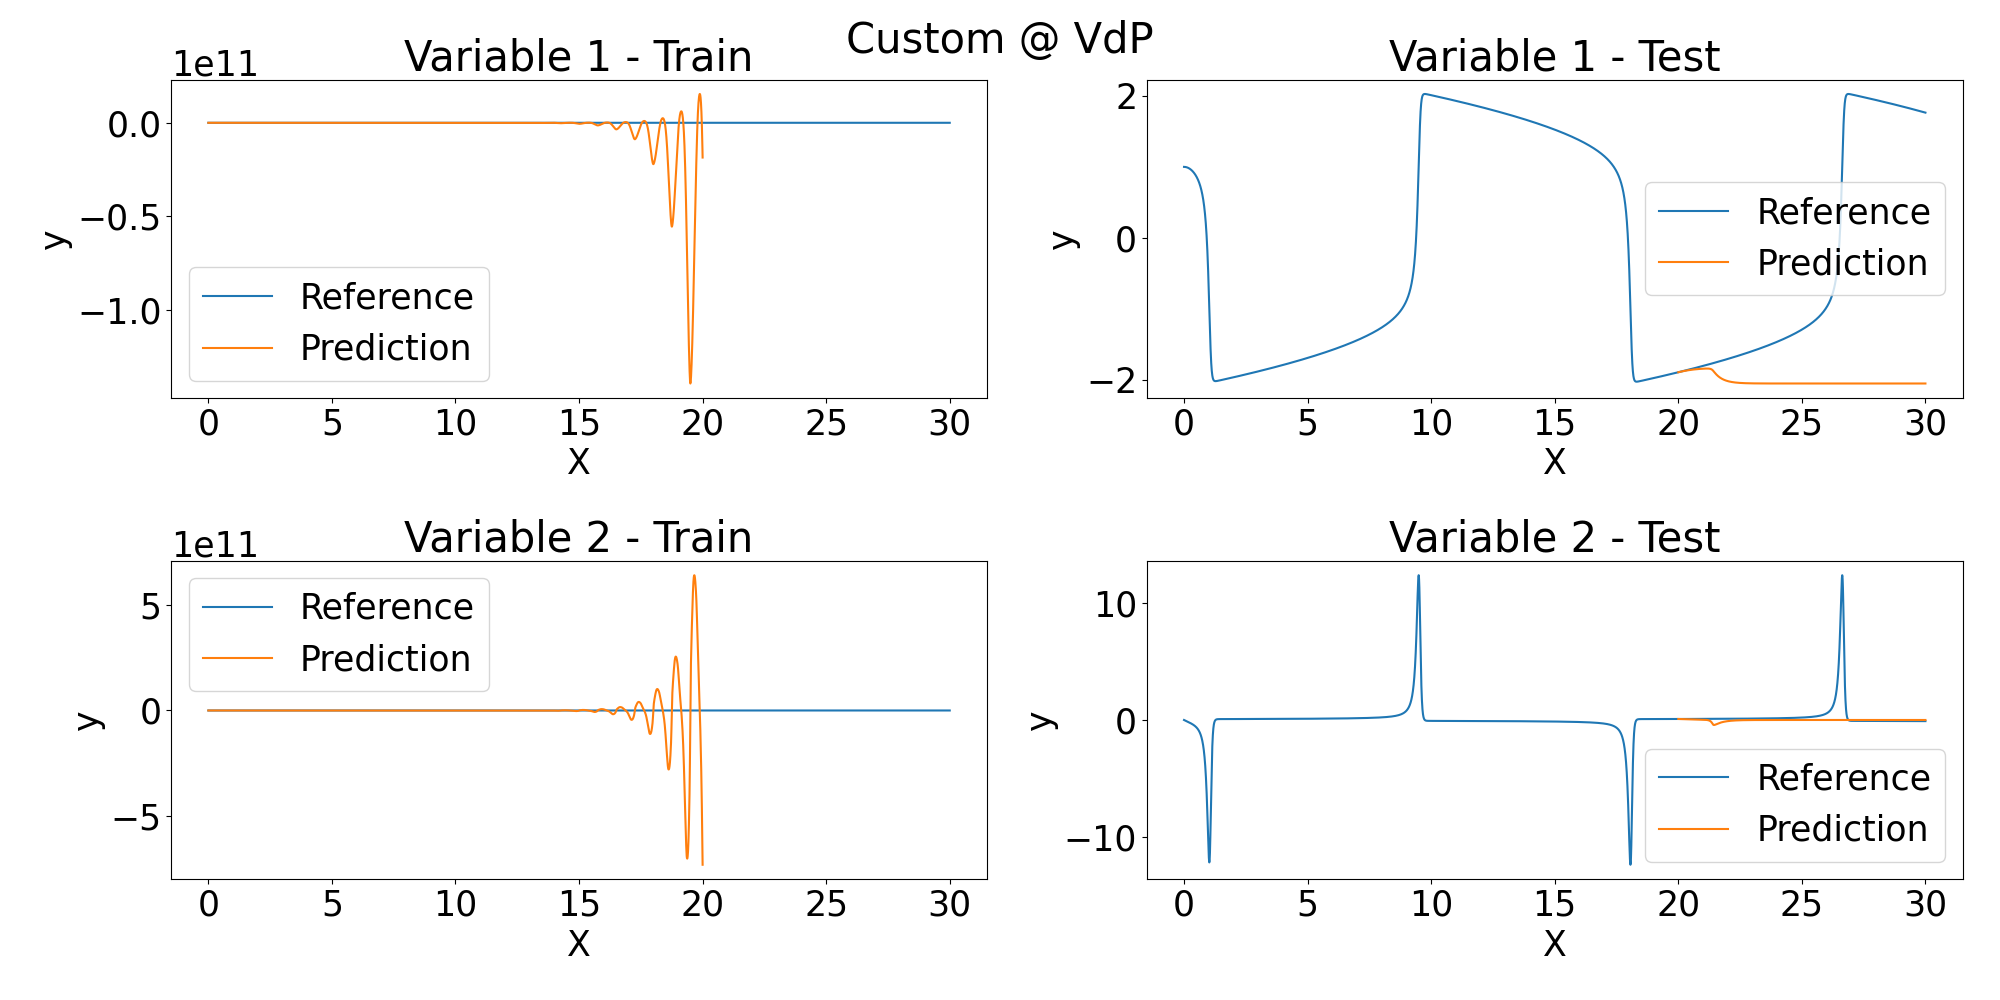 Custom @ VdP
Variable 1 - Train
1e11
0.0
−0.5
−1.0
y
Reference
Prediction
0 5 10 15 20 25 30
X
Variable 1 - Test
2
0
−2
y
Reference
Prediction
0 5 10 15 20 25 30
X
Variable 2 - Train
1e11
5
0
−5
y
Reference
Prediction
0 5 10 15 20 25 30
X
Variable 2 - Test
10
0
−10
y
Reference
Prediction
0 5 10 15 20 25 30
X